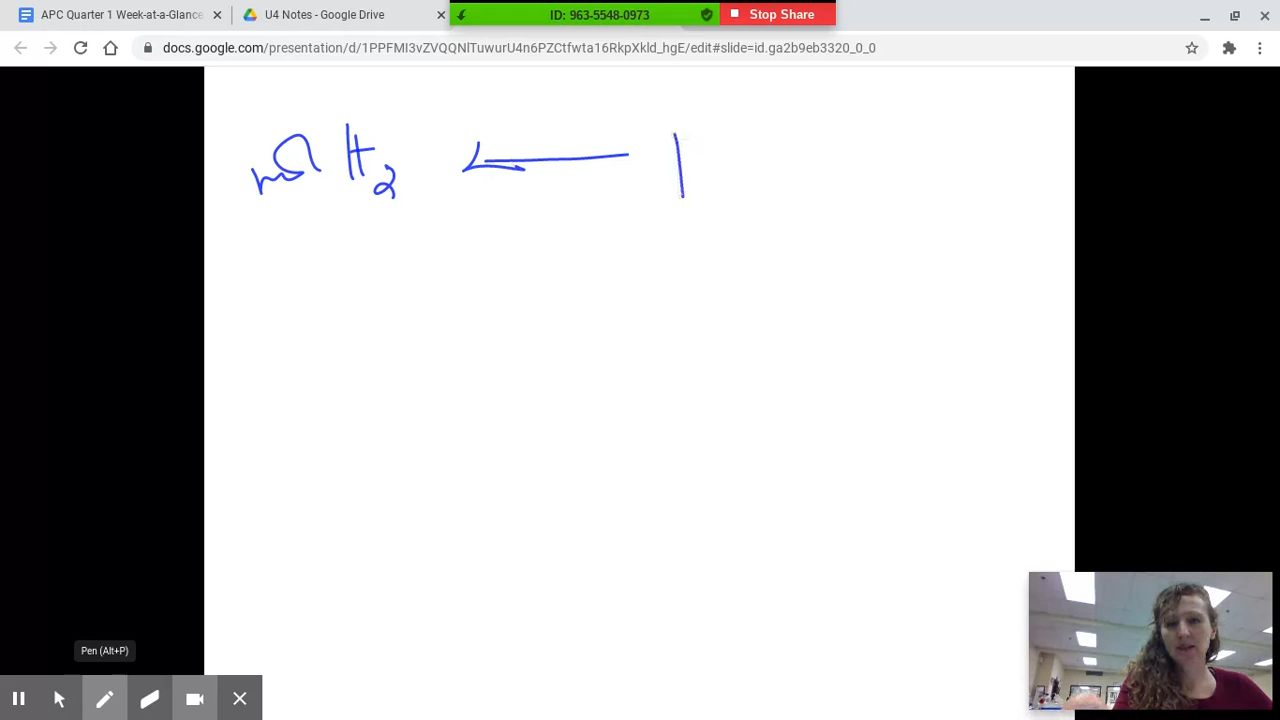 APC Quarter 1 Week-at-a-Glance
U4 Notes - Google Drive
ID: 963-5548-0973
Stop Share
docs.google.com/presentation/d/1PPFMI3vZVQQNlTuwurU4n6PZCtfwta16RkpXkld_hgE/edit#slide=id.ga2b9eb3320_0_0
mol H2 ←
Pen (Alt+P)